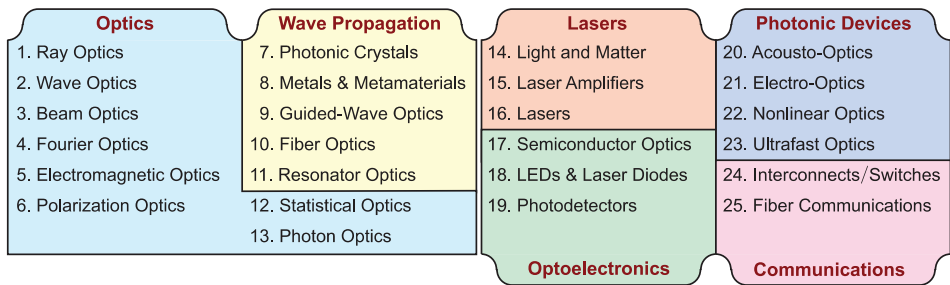 Optics
1. Ray Optics
2. Wave Optics
3. Beam Optics
4. Fourier Optics
5. Electromagnetic Optics
6. Polarization Optics
Wave Propagation
7. Photonic Crystals
8. Metals & Metamaterials
9. Guided-Wave Optics
10. Fiber Optics
11. Resonator Optics
12. Statistical Optics
13. Photon Optics
Lasers
14. Light and Matter
15. Laser Amplifiers
16. Lasers
17. Semiconductor Optics
18. LEDs & Laser Diodes
19. Photodetectors
Optoelectronics
Photonic Devices
20. Acousto-Optics
21. Electro-Optics
22. Nonlinear Optics
23. Ultrafast Optics
24. Interconnects/Switches
25. Fiber Communications
Communications